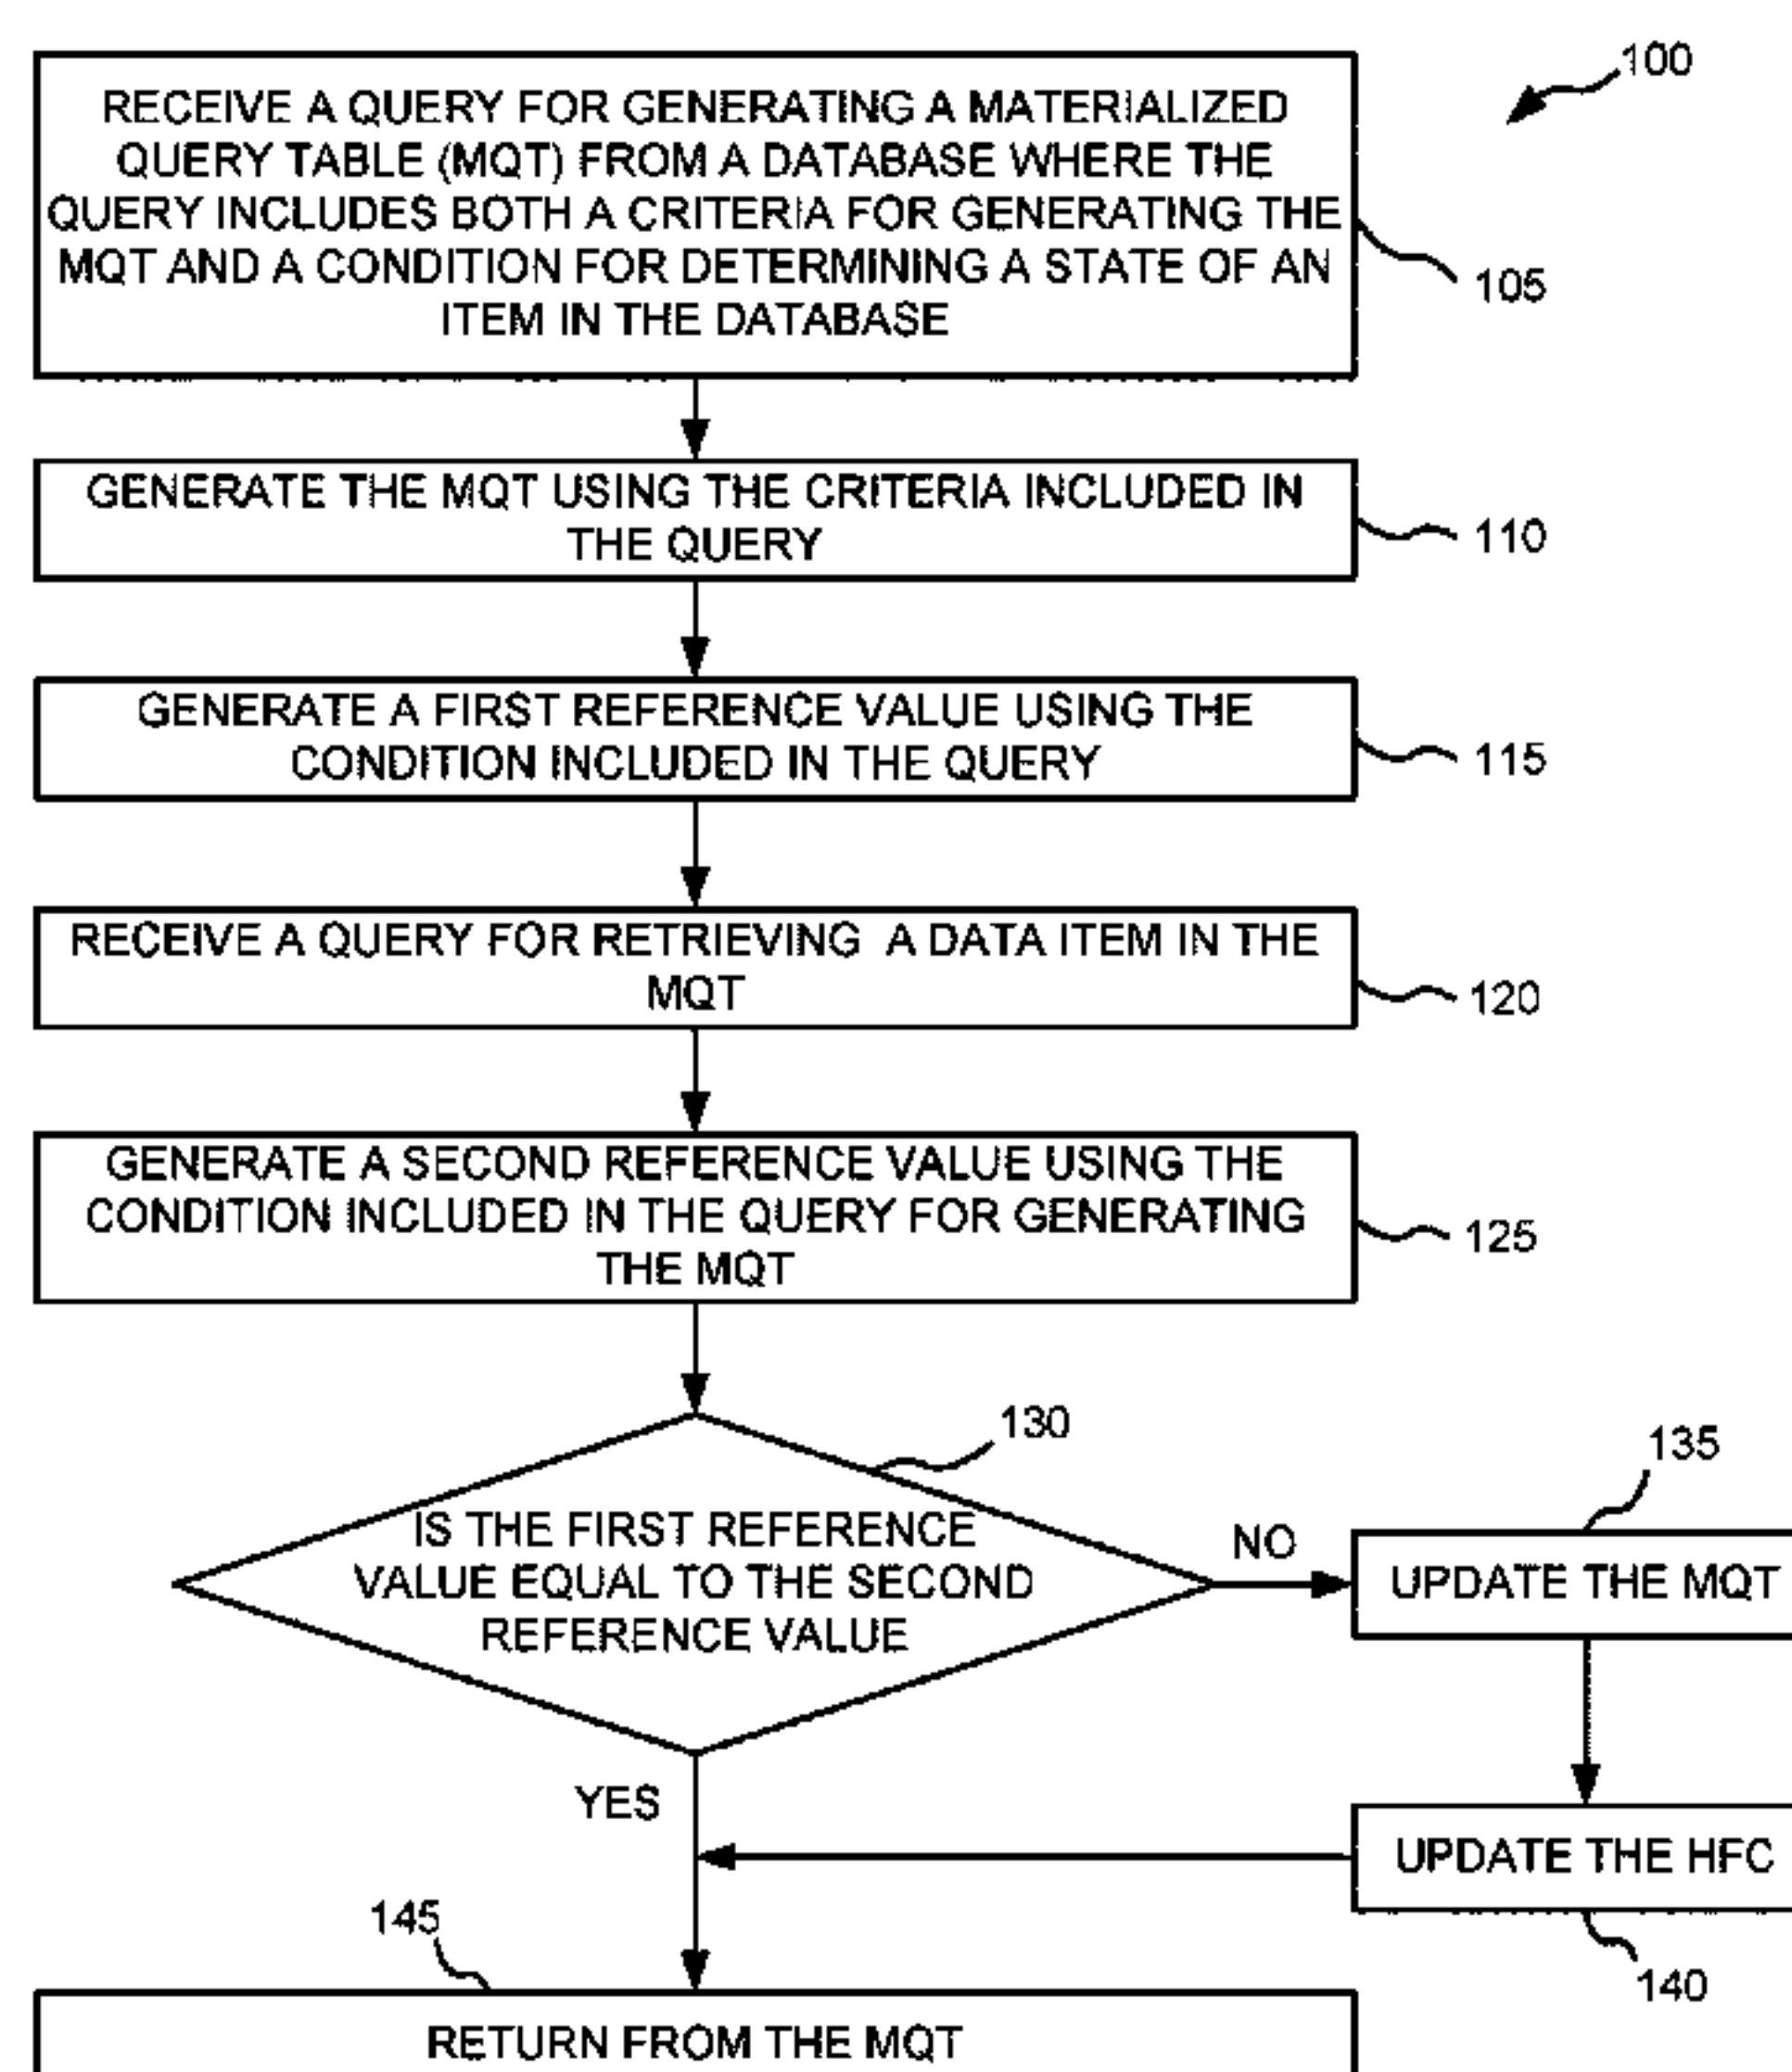 100
RECEIVE A QUERY FOR GENERATING A MATERIALIZED
QUERY TABLE (MQT) FROM A DATABASE WHERE THE
QUERY INCLUDES BOTH A CRITERIA FOR GENERATING THE
MQT AND A CONDITION FOR DETERMINING A STATE OF AN
ITEM IN THE DATABASE
105
GENERATE THE MQT USING THE CRITERIA INCLUDED IN
THE QUERY
110
GENERATE A FIRST REFERENCE VALUE USING THE
CONDITION INCLUDED IN THE QUERY
115
RECEIVE A QUERY FOR RETRIEVING A DATA ITEM IN THE
MQT
120
GENERATE A SECOND REFERENCE VALUE USING THE
CONDITION INCLUDED IN THE QUERY FOR GENERATING
THE MQT
125
130
IS THE FIRST REFERENCE
VALUE EQUAL TO THE SECOND
REFERENCE VALUE
NO
135
UPDATE THE MQT
YES
UPDATE THE HFC
140
145
RETURN FROM THE MQT